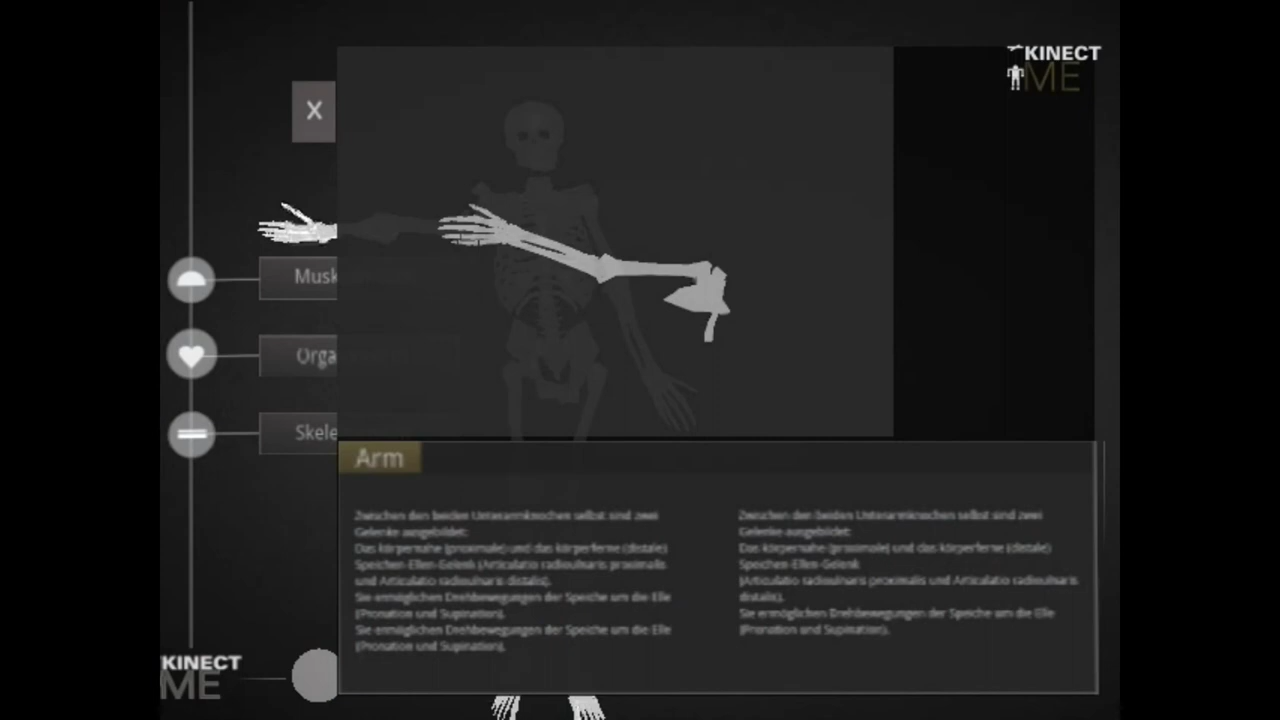 KINECT
ME
X
Musk
Orga
Skele
Arm
Zwischen den beiden Unterarmknochen selbst sind zwei
Gelenke ausgebildet:
Das körpernahe (proximale) und das körperferne (distale)
Speichen-Ellen-Gelenk (Articulatio radioulnaris proximalis
und Articulatio radioulnaris distalis).
Sie ermöglichen Drehbewegungen der Speiche um die Elle
(Pronation und Supination).
Sie ermöglichen Drehbewegungen der Speiche um die Elle
(Pronation und Supination).
Zwischen den beiden Unterarmknochen selbst sind zwei
Gelenke ausgebildet:
Das körpernahe (proximale) und das körperferne (distale)
Speichen-Ellen-Gelenk
(Articulatio radioulnaris proximalis und Articulatio radioulnaris
distalis).
Sie ermöglichen Drehbewegungen der Speiche um die Elle
(Pronation und Supination).
KINECT
ME